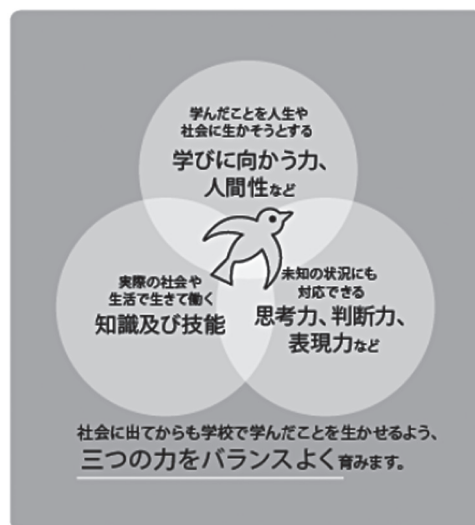 学んだことを人生や
社会に生かそうとする
学びに向かう力、
人間性など
実際の社会や
生活で生きて働く
知識及び技能
未知の状況にも
対応できる
思考力、判断力、
表現力など
社会に出てからも学校で学んだことを生かせるよう、
三つの力をバランスよく育みます。